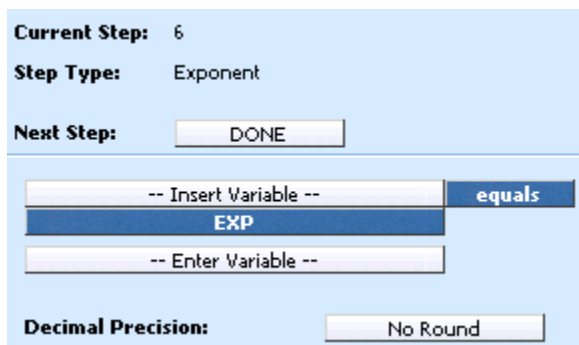 Current Step: 6
Step Type: Exponent
Next Step: DONE
-- Insert Variable -- equals
EXP
-- Enter Variable --
Decimal Precision: No Round